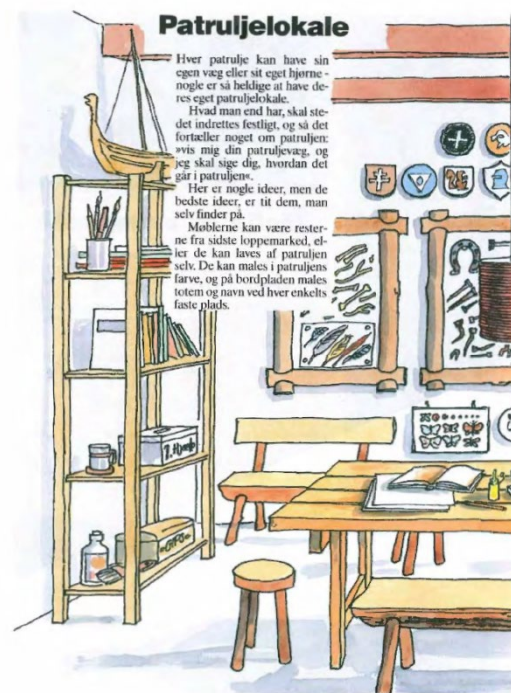 Patruljelokale
Hver patrulje kan have sin
egen væg eller sit eget hjørne -
nogle er så heldige at have de-
res eget patruljelokale.
Hvad man end har, skal ste-
det indrettes festligt, og så det
fortæller noget om patruljen:
»vis mig din patruljevæg, og
jeg skal sige dig, hvordan det
går i patruljen«.
Her er nogle ideer, men de
bedste ideer, er tit dem, man
selv finder på.
Møblerne kan være rester-
ne fra sidste loppemarked, el-
ler de kan laves af patruljen
selv. De kan males i patruljens
farve, og på bordpladen males
totem og navn ved hver enkelts
faste plads.